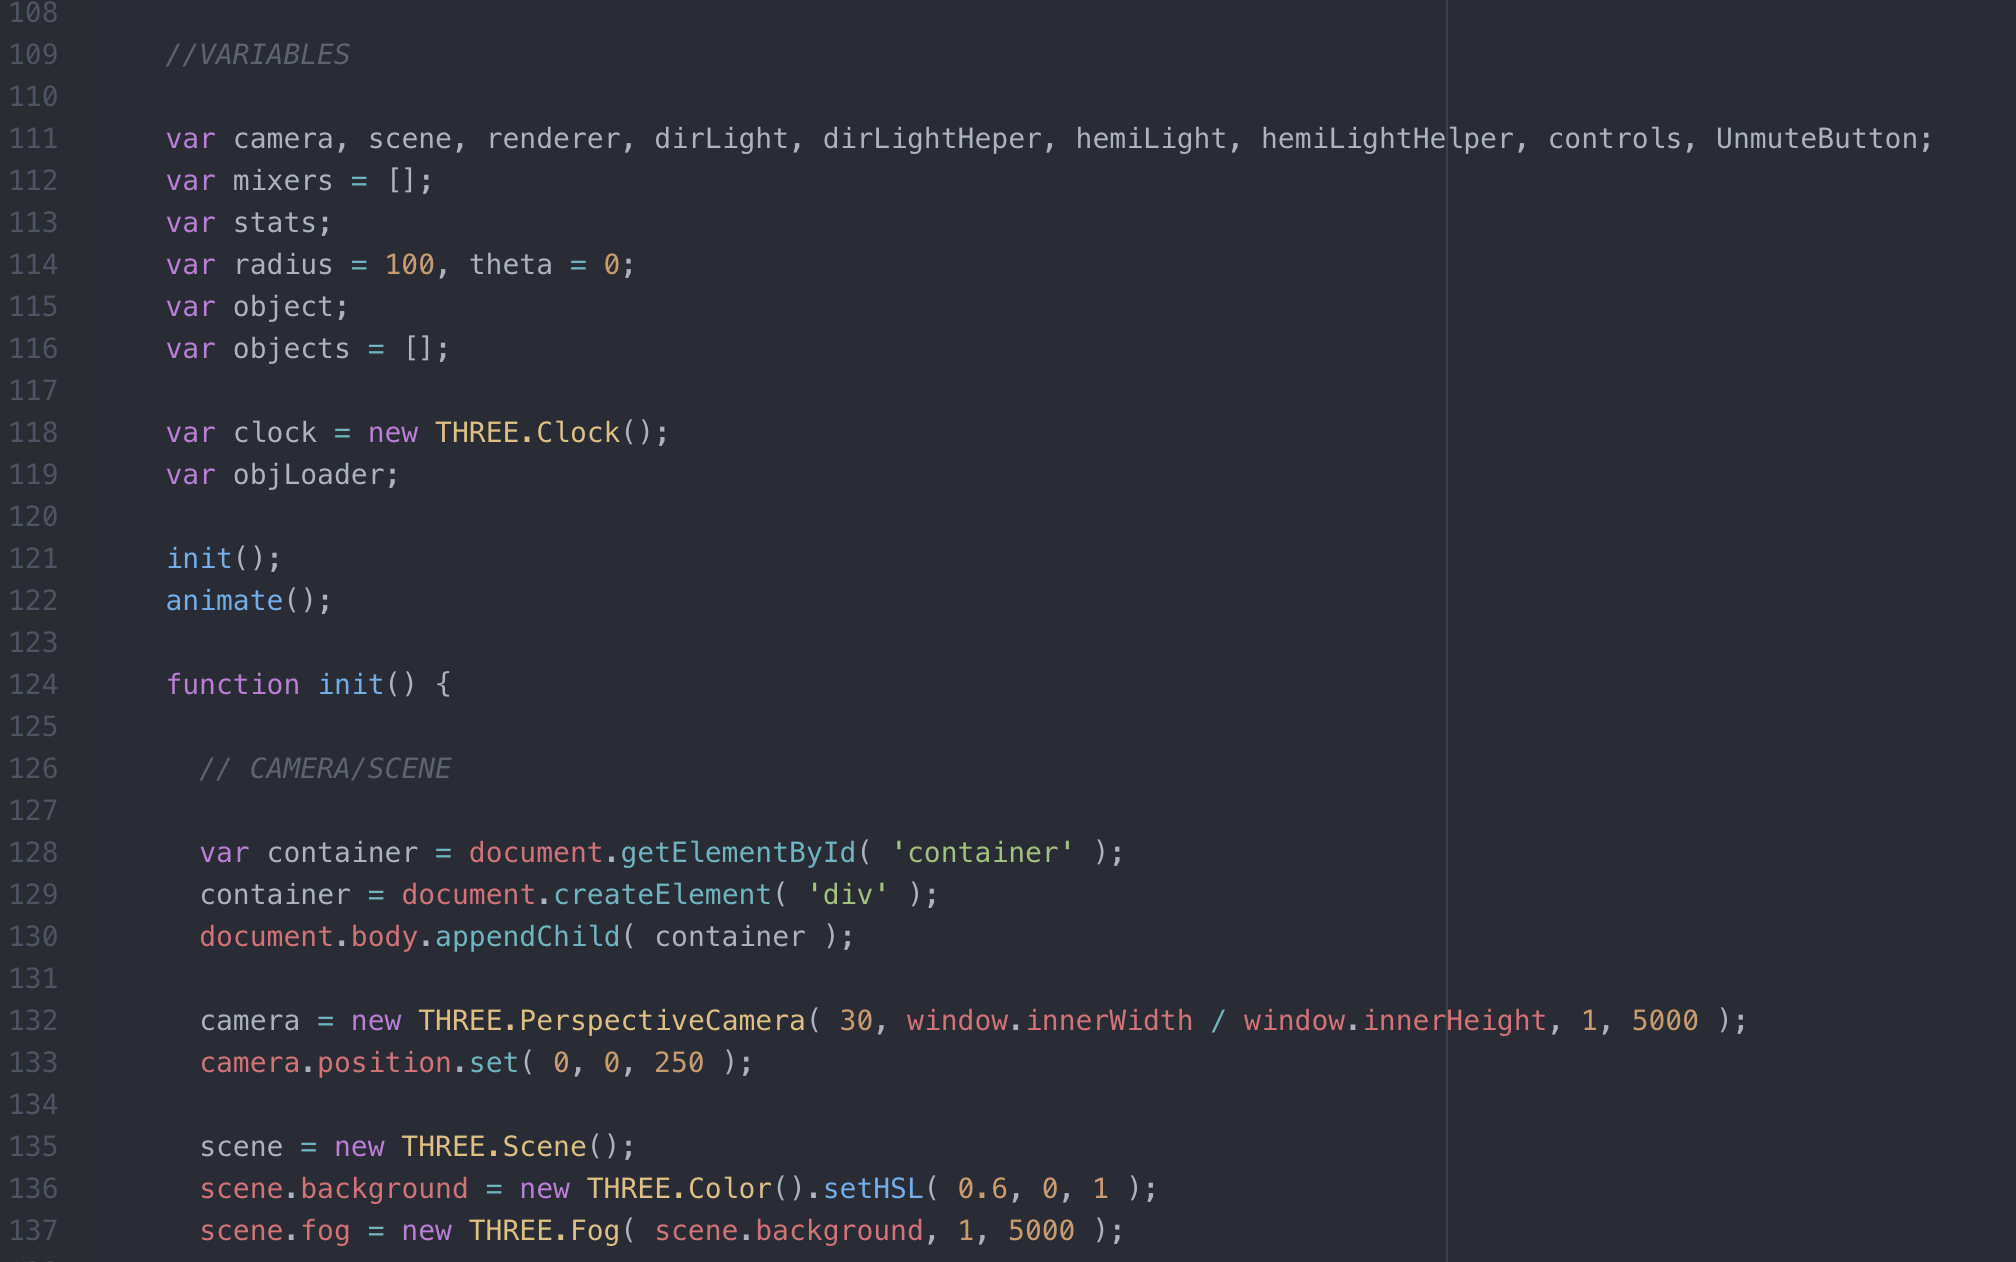 108
109 //VARIABLES
110
111 var camera, scene, renderer, dirLight, dirLightHeper, hemiLight, hemiLightHelper, controls, UnmuteButton;
112 var mixers = [];
113 var stats;
114 var radius = 100, theta = 0;
115 var object;
116 var objects = [];
117
118 var clock = new THREE.Clock();
119 var objLoader;
120
121 init();
122 animate();
123
124 function init() {
125
126 // CAMERA/SCENE
127
128 var container = document.getElementById( 'container' );
129 container = document.createElement( 'div' );
130 document.body.appendChild( container );
131
132 camera = new THREE.PerspectiveCamera( 30, window.innerWidth / window.innerHeight, 1, 5000 );
133 camera.position.set( 0, 0, 250 );
134
135 scene = new THREE.Scene();
136 scene.background = new THREE.Color().setHSL( 0.6, 0, 1 );
137 scene.fog = new THREE.Fog( scene.background, 1, 5000 );